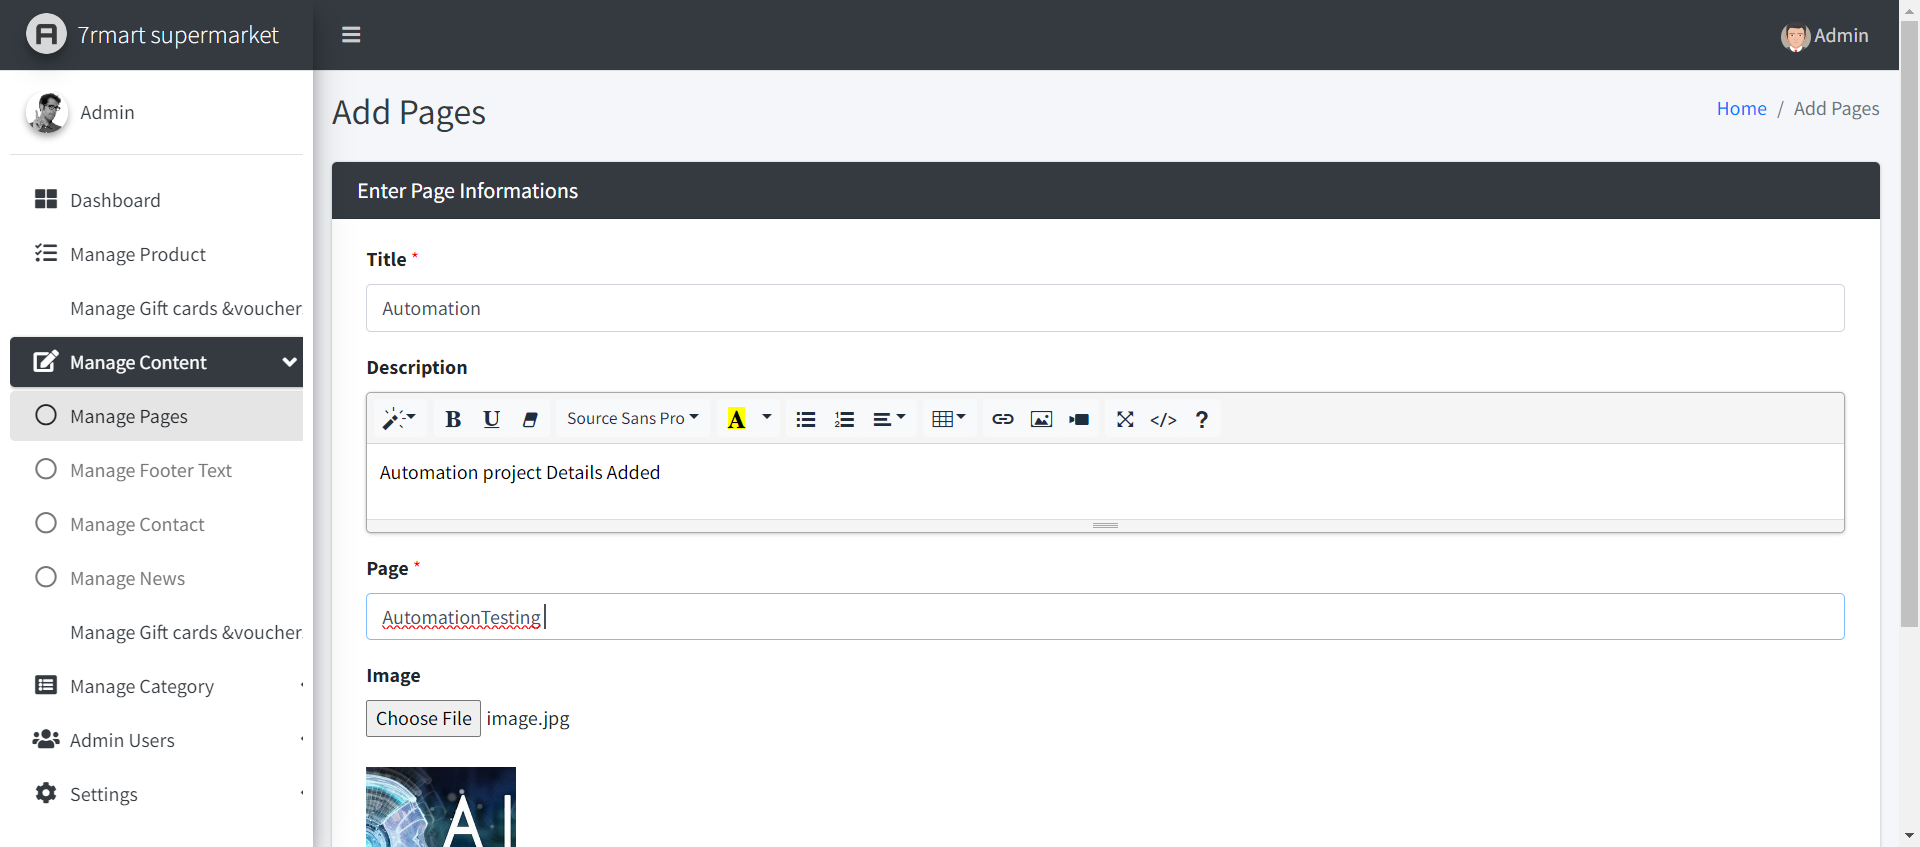 7rmart supermarket
Admin
Admin
Dashboard
Manage Product
Manage Gift cards &voucher
Manage Content
Manage Pages
Manage Footer Text
Manage Contact
Manage News
Manage Gift cards &voucher
Manage Category
Admin Users
Settings
Add Pages
Home / Add Pages
Enter Page Informations
Title *
Automation
Description
B U Source Sans Pro A </> ?
Automation project Details Added
Page *
AutomationTesting
Image
Choose File image.jpg
AI